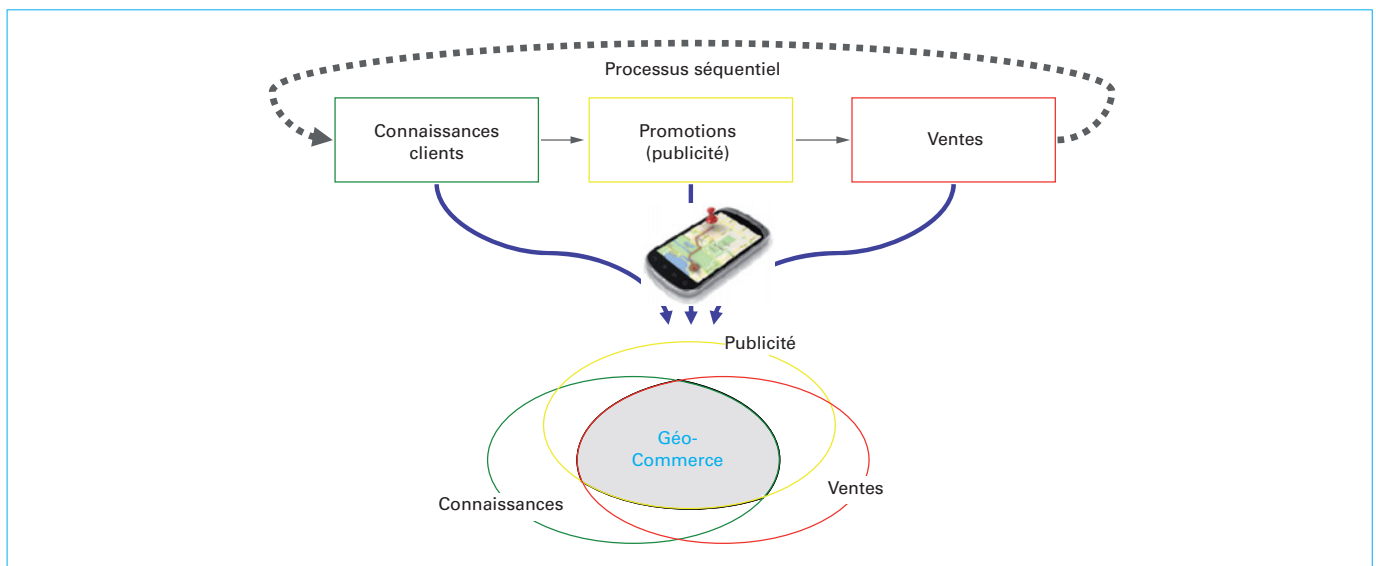 Processus séquentiel
Connaissances
clients
Promotions
(publicité)
Ventes
Publicité
Géo-
Commerce
Connaissances
Ventes